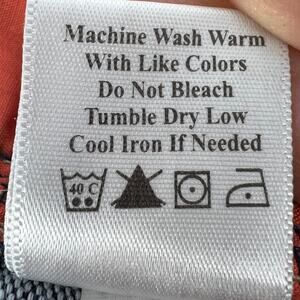 Machine Wash Warm
With Like Colors
Do Not Bleach
Tumble Dry Low
Cool Iron If Needed
40 C